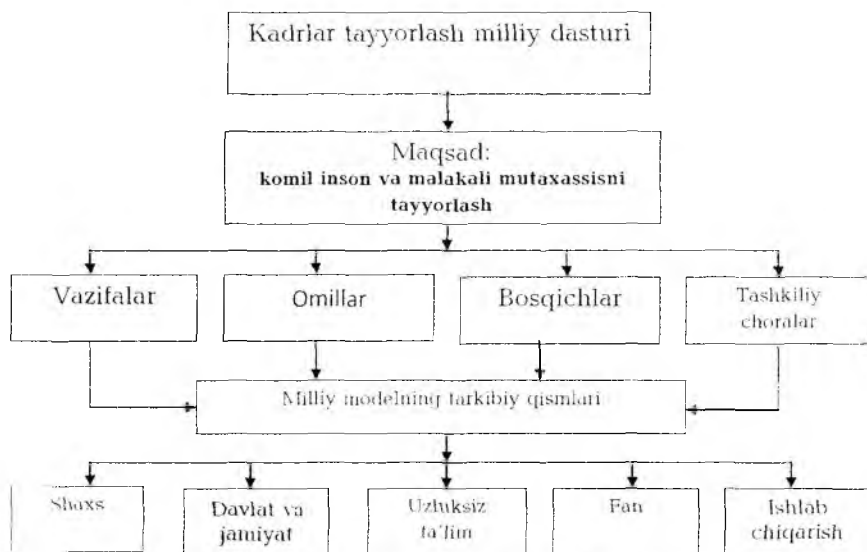 Kadrlar tayyorlash milliy dasturi
Maqsad:
komil inson va malakali mutaxassisni
tayyorlash
Vazifalar
Omillar
Bosqichlar
Tashkiliy
choralar
Milliy modelning tarkibiy qismlari
Shaxs
Davlat va
jamiyat
Uzluksiz
ta'lim
Fan
Ishlab
chiqarish